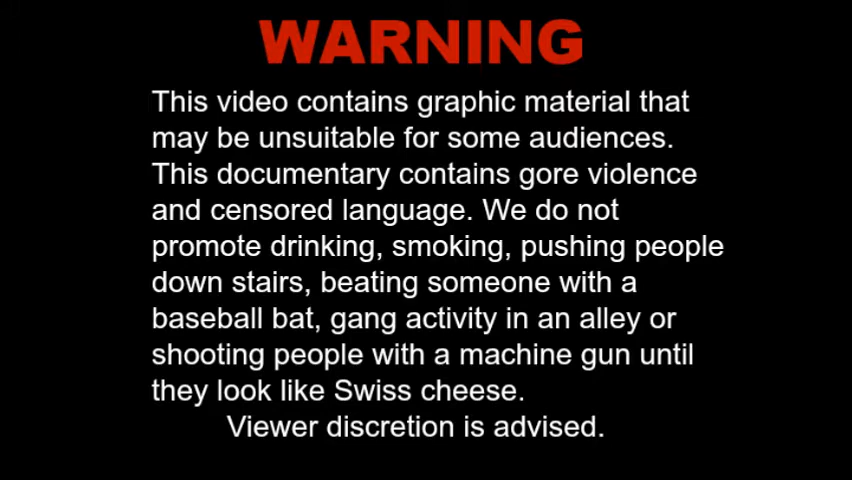 WARNING
This video contains graphic material that
may be unsuitable for some audiences.
This documentary contains gore violence
and censored language. We do not
promote drinking, smoking, pushing people
down stairs, beating someone with a
baseball bat, gang activity in an alley or
shooting people with a machine gun until
they look like Swiss cheese.
Viewer discretion is advised.